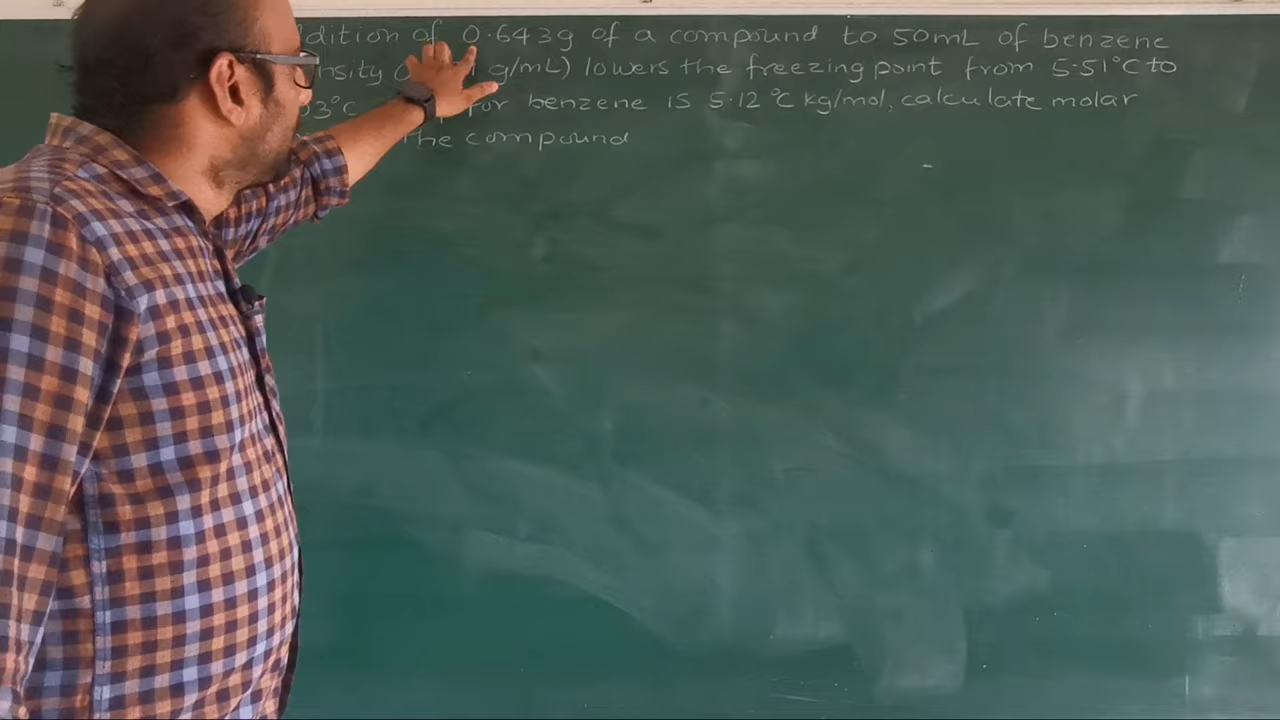 dition of 0.643g of a compound to 50mL of benzene
nsity 0 g/mL) lowers the freezing point from 5.51°C to
3°C for benzene is 5.12 °C kg/mol, calculate molar
the compound